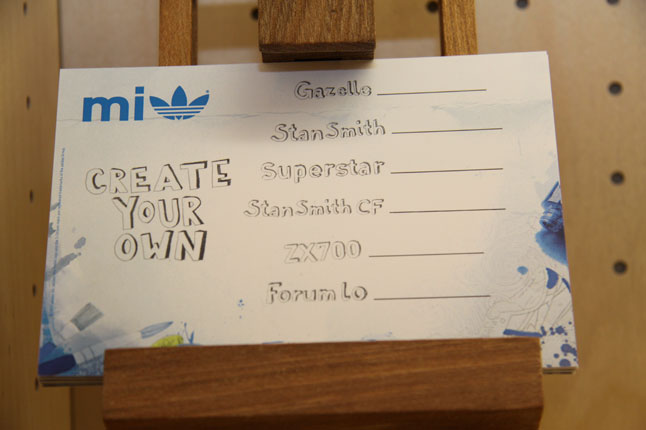 mi
CREATE
YOUR
OWN
Gazelle
Stan Smith
Superstar
Stan Smith CF
ZX700
Forum Lo